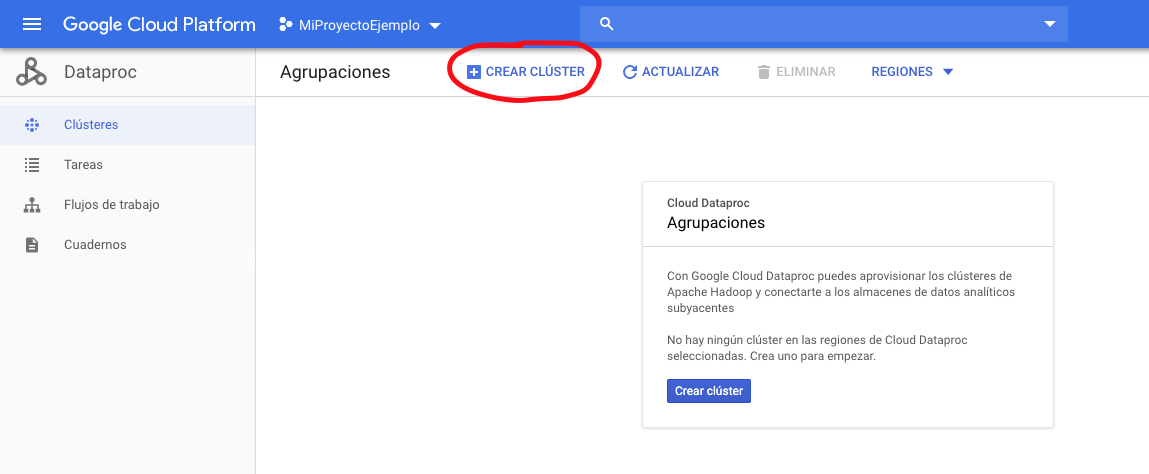 Google Cloud Platform
MiProyectoEjemplo
Dataproc
Agrupaciones
CREAR CLÚSTER
ACTUALIZAR
ELIMINAR
REGIONES
Clústeres
Tareas
Flujos de trabajo
Cuadernos
Cloud Dataproc
Agrupaciones
Con Google Cloud Dataproc puedes aprovisionar los clústeres de
Apache Hadoop y conectarte a los almacenes de datos analíticos
subyacentes
No hay ningún clúster en las regiones de Cloud Dataproc
seleccionadas. Crea uno para empezar.
Crear clúster